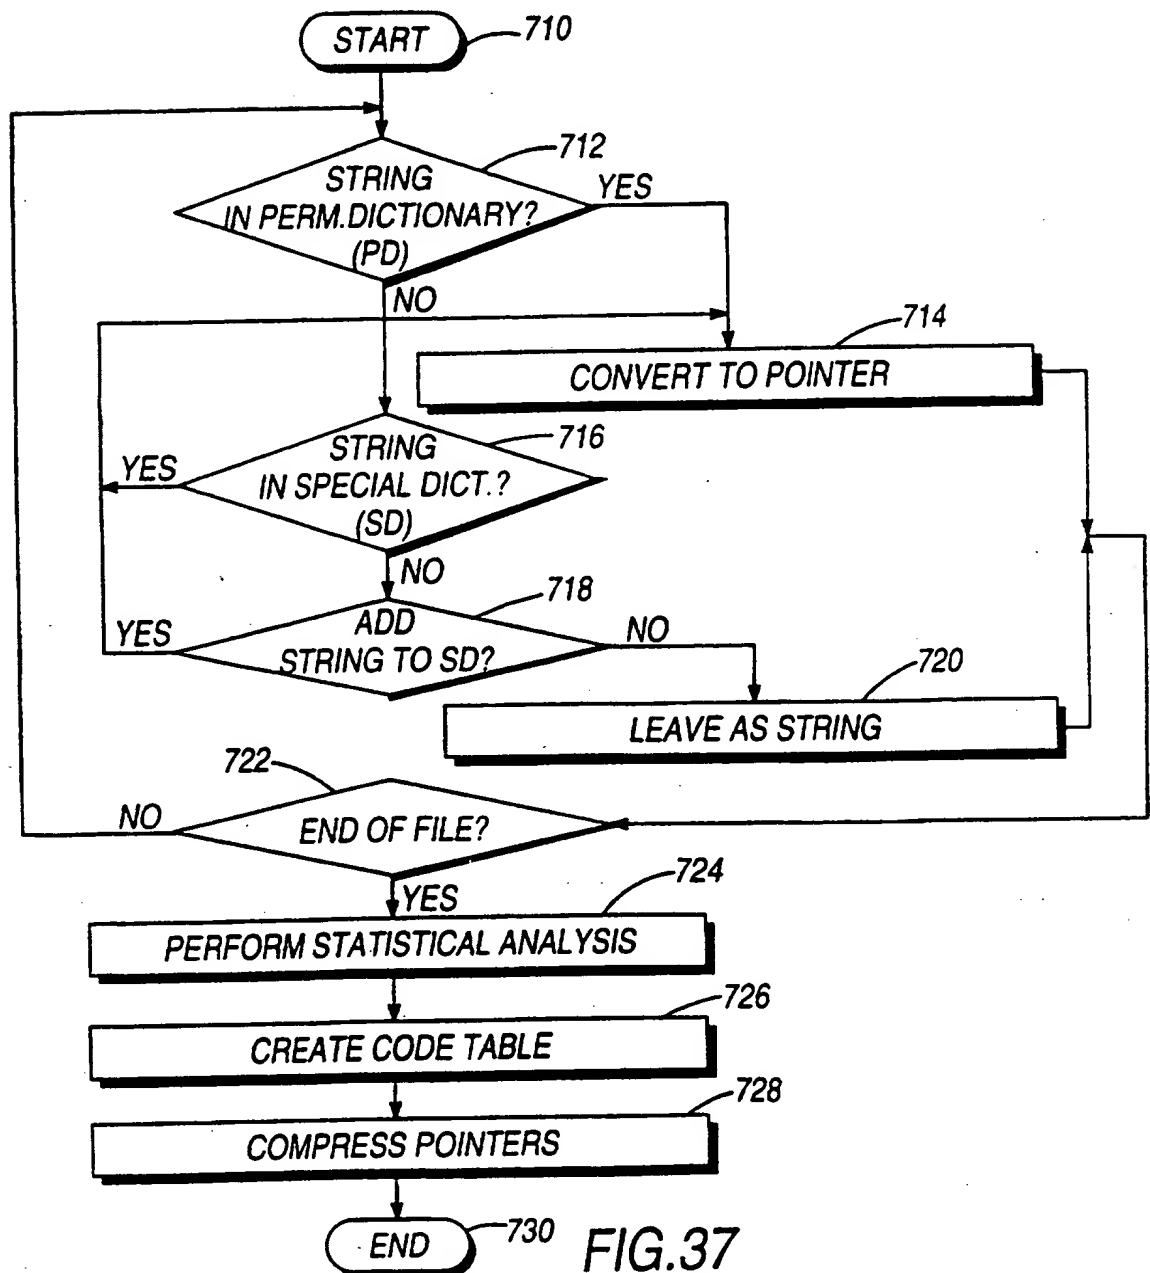 START
710
712
STRING
IN PERM.DICTIONARY?
(PD)
YES
NO
714
CONVERT TO POINTER
716
STRING
IN SPECIAL DICT.?
(SD)
YES
NO
718
ADD
STRING TO SD?
YES
NO
720
LEAVE AS STRING
722
END OF FILE?
NO
YES
724
PERFORM STATISTICAL ANALYSIS
726
CREATE CODE TABLE
728
COMPRESS POINTERS
END
730
FIG.37